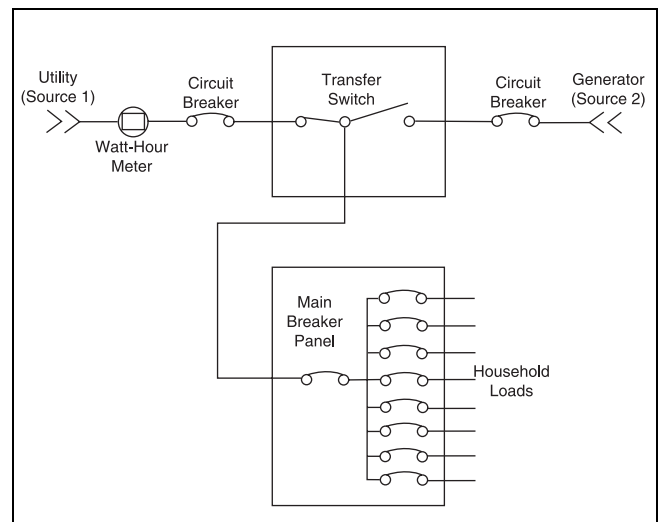 Utility
(Source 1)
Watt-Hour
Meter
Circuit
Breaker
Transfer
Switch
Circuit
Breaker
Generator
(Source 2)
Main
Breaker
Panel
Household
Loads